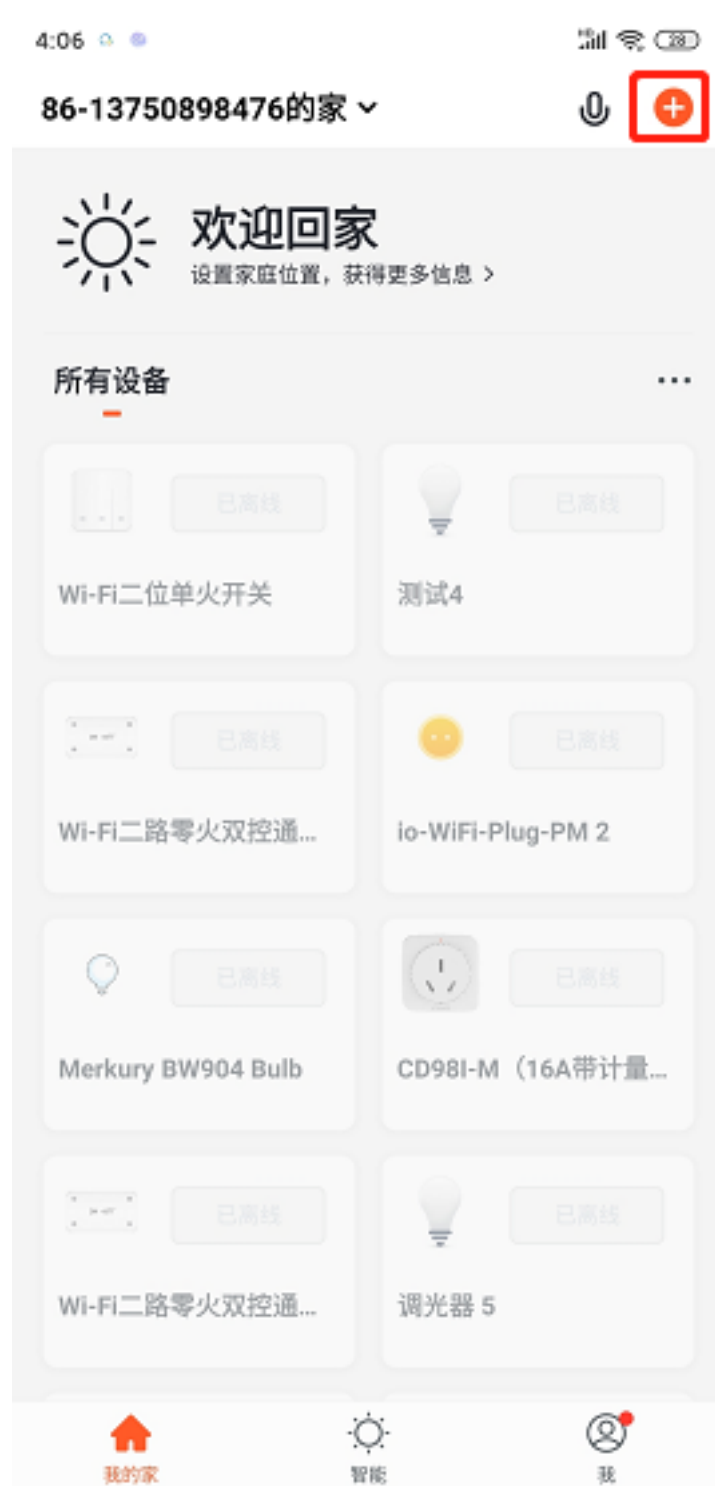 4:06
HD
28
86-13750898476的家
欢迎回家
设置家庭位置，获得更多信息 >
所有设备
已离线
已离线
Wi-Fi二位单火开关
测试4
已离线
已离线
Wi-Fi二路零火双控通...
io-WiFi-Plug-PM 2
已离线
已离线
Merkury BW904 Bulb
CD98I-M（16A带计量...
已离线
已离线
Wi-Fi二路零火双控通...
调光器 5
我的家
智能
我